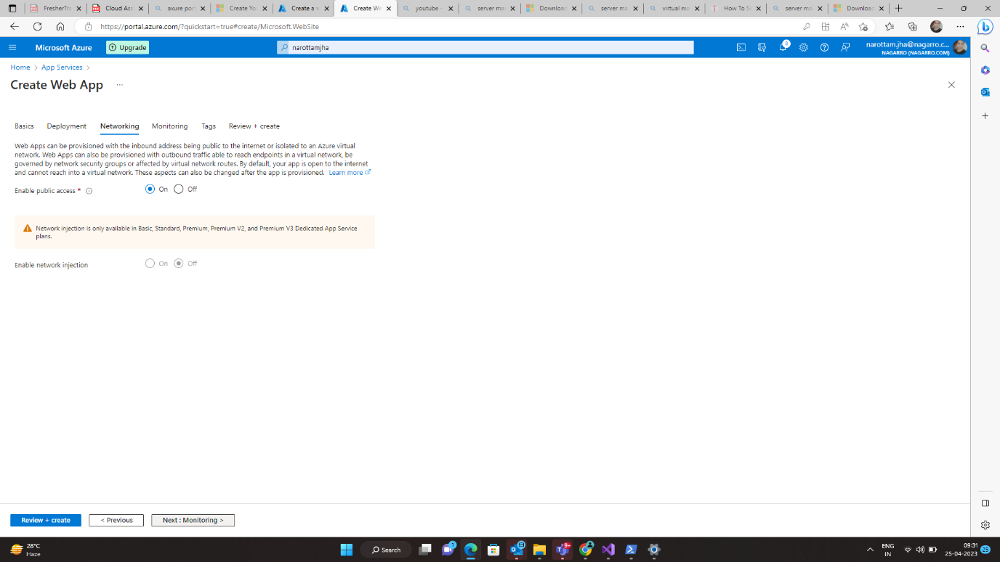 FresherTra
Cloud Ass
axure port
Create Yo
Create a w
Create We
youtube -
server ma
Download
server ma
virtual ma
How To Se
server ma
Download
https://portal.azure.com/?quickstart=true#create/Microsoft.WebSite
Microsoft Azure
Upgrade
narottamjha
8
narottam.jha@nagarro.c...
NAGARRO (NAGARRO.COM)
Home > App Services >
Create Web App ...
Basics Deployment Networking Monitoring Tags Review + create
Web Apps can be provisioned with the inbound address being public to the internet or isolated to an Azure virtual
network. Web Apps can also be provisioned with outbound traffic able to reach endpoints in a virtual network, be
governed by network security groups or affected by virtual network routes. By default, your app is open to the internet
and cannot reach into a virtual network. These aspects can also be changed after the app is provisioned. Learn more
Enable public access * On Off
Network injection is only available in Basic, Standard, Premium, Premium V2, and Premium V3 Dedicated App Service
plans.
Enable network injection On Off
Review + create < Previous Next : Monitoring >
28°C
Haze
Search
1
9+
ENG
IN
09:31
25-04-2023
25